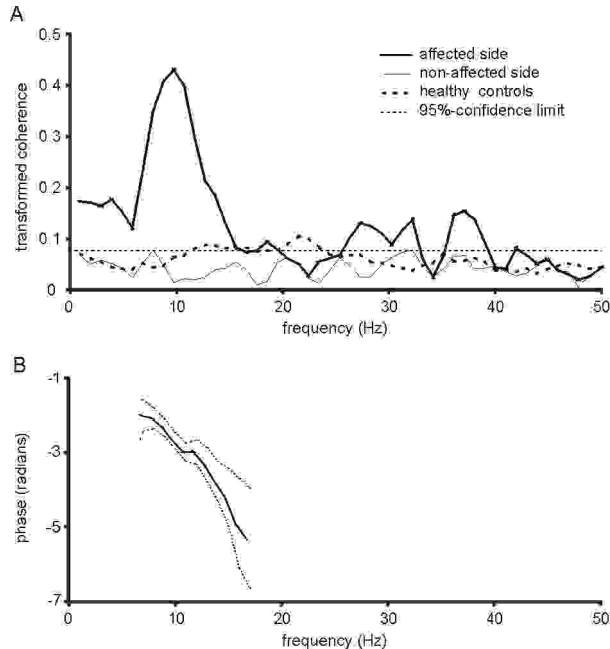 A
0.5
0.4
0.3
0.2
0.1
0
transformed coherence
affected side
non-affected side
healthy controls
95%-confidence limit
0 10 20 30 40 50
frequency (Hz)
B
-1
-3
-5
-7
phase (radians)
0 10 20 30 40 50
frequency (Hz)